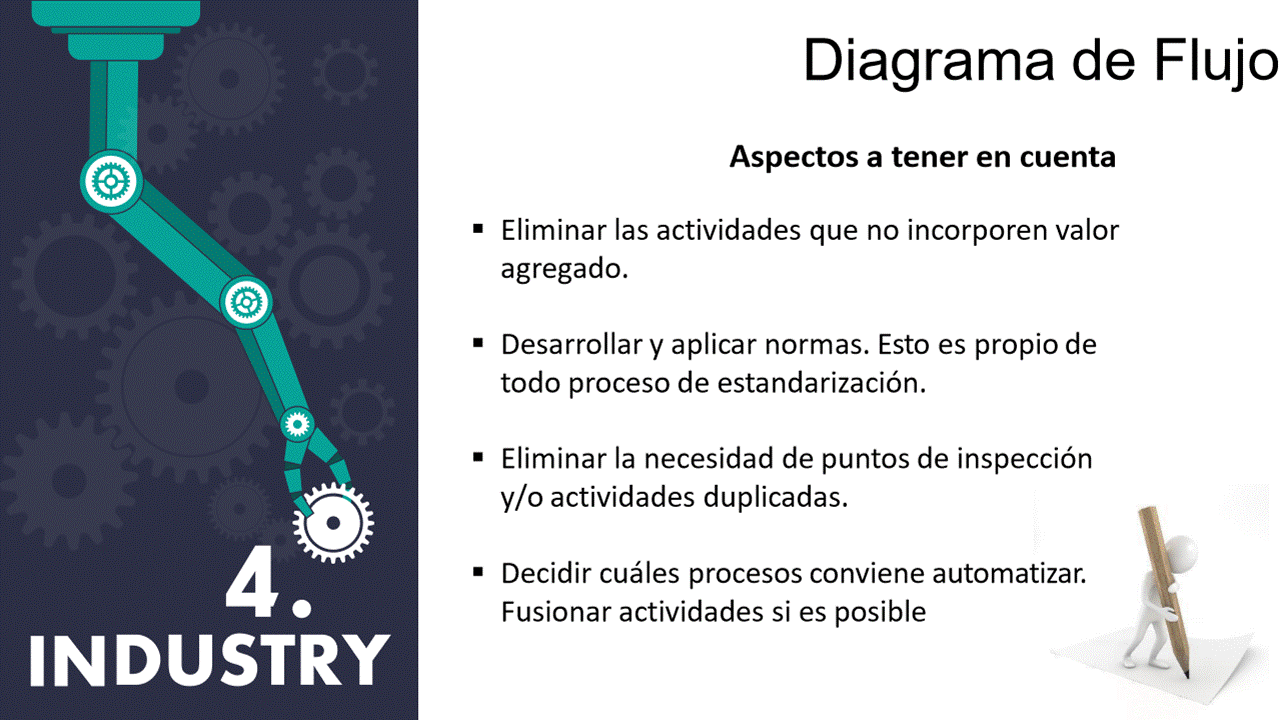 Diagrama de Flujo
Aspectos a tener en cuenta
▪ Eliminar las actividades que no incorporen valor
agregado.
▪ Desarrollar y aplicar normas. Esto es propio de
todo proceso de estandarización.
▪ Eliminar la necesidad de puntos de inspección
y/o actividades duplicadas.
▪ Decidir cuáles procesos conviene automatizar.
Fusionar actividades si es posible
4.
INDUSTRY